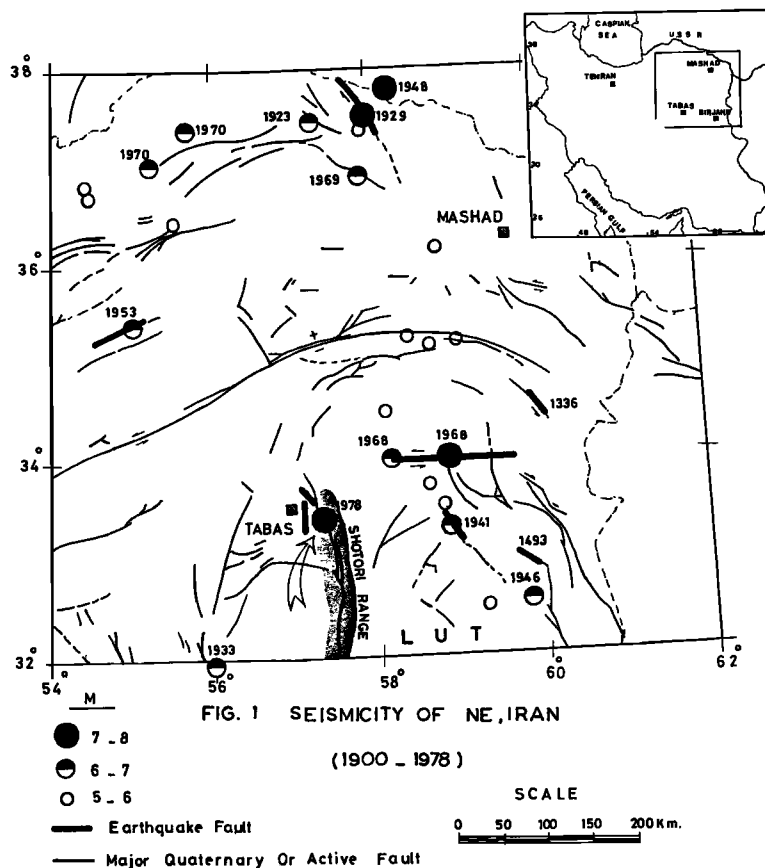 CASPIAN
SEA
U S S R
MASHAD
TEHRAN
TABAS
BIRJAND
PERSIAN GULF
48
54
30
38°
36°
34°
32°
54°
56°
58°
60°
62°
1948
1929
1923
1970
1970
1969
MASHAD
1953
1336
1968
1968
1978
TABAS
SHOTORI RANGE
1941
1493
1946
1933
L U T
FIG. 1 SEISMICITY OF NE, IRAN
(1900 - 1978)
M
7 - 8
6 - 7
5 - 6
Earthquake Fault
Major Quaternary Or Active Fault
SCALE
0 50 100 150 200 Km.